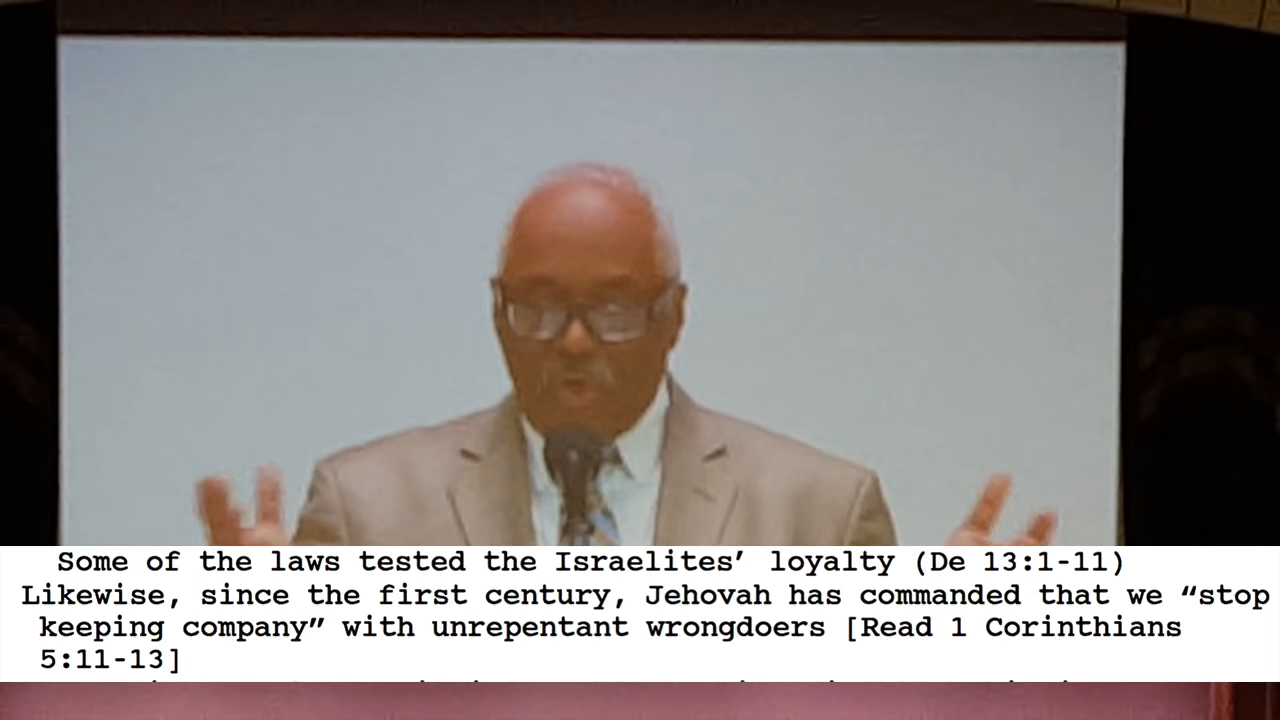 Some of the laws tested the Israelites’ loyalty (De 13:1-11)
Likewise, since the first century, Jehovah has commanded that we “stop
keeping company” with unrepentant wrongdoers [Read 1 Corinthians
5:11-13]